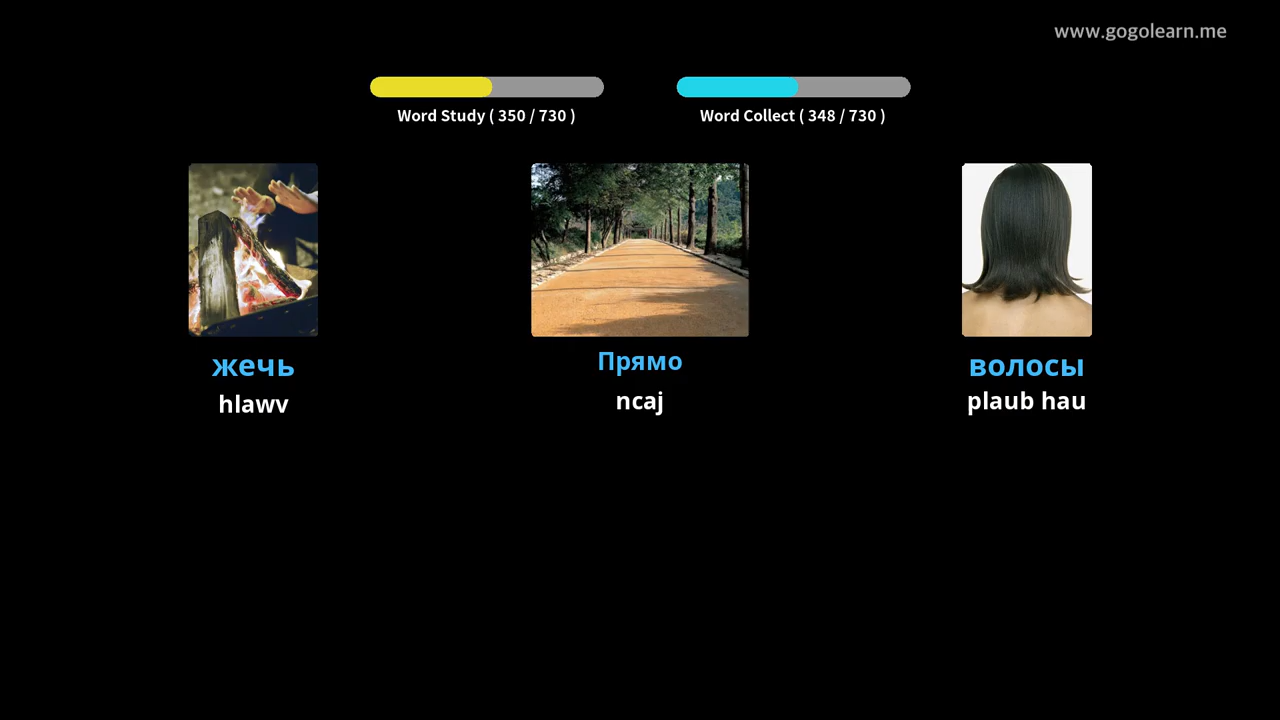 www.gogolearn.me
Word Study ( 350 / 730 )
Word Collect ( 348 / 730 )
жечь
hlawv
Прямо
ncaj
волосы
plaub hau